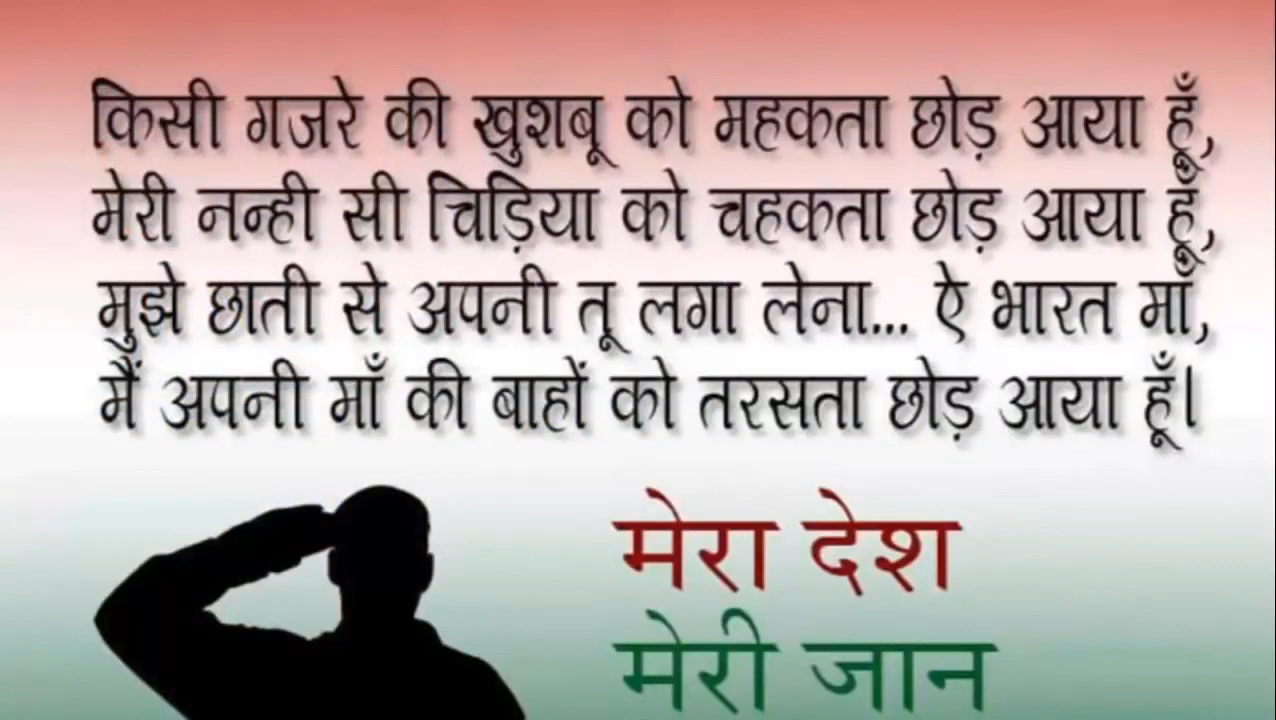 किसी गजरे की खुशबू को महकता छोड़ आया हूँ,
मेरी नन्ही सी चिड़िया को चहकता छोड़ आया हूँ,
मुझे छाती से अपनी तू लगा लेना... ऐ भारत माँ,
मैं अपनी माँ की बाहों को तरसता छोड़ आया हूँ।
मेरा देश
मेरी जान